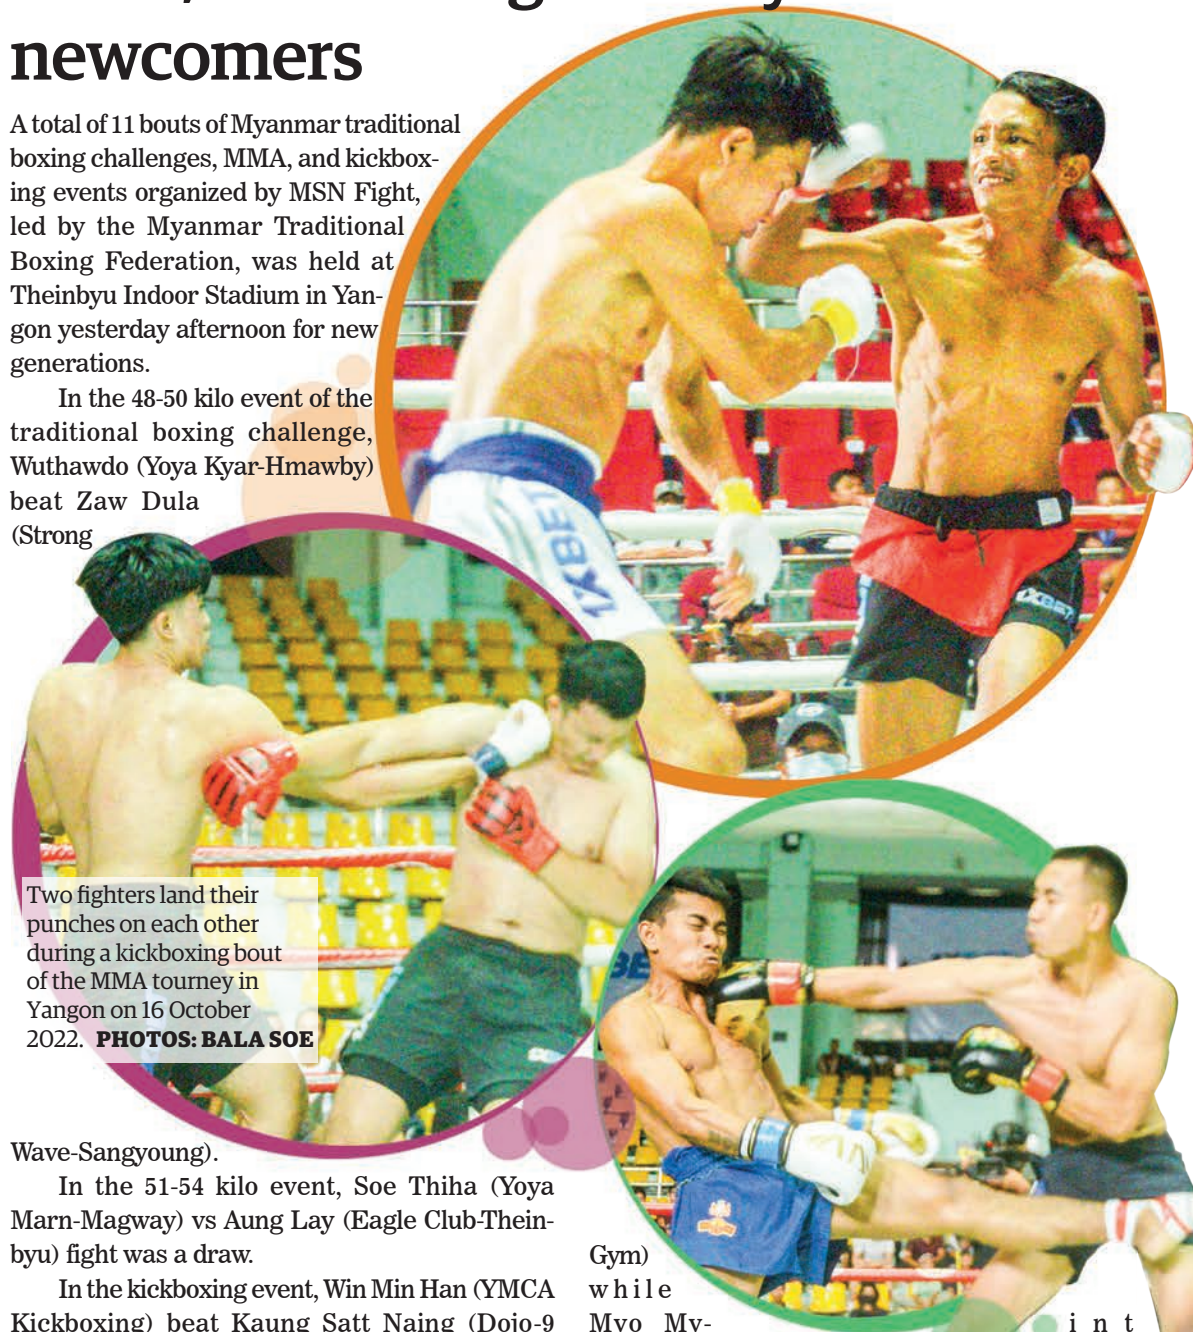 newcomers
A total of 11 bouts of Myanmar traditional
boxing challenges, MMA, and kickbox-
ing events organized by MSN Fight,
led by the Myanmar Traditional
Boxing Federation, was held at
Theinbyu Indoor Stadium in Yan-
gon yesterday afternoon for new
generations.
In the 48-50 kilo event of the
traditional boxing challenge,
Wuthawdo (Yoya Kyar-Hmawby)
beat Zaw Dula
(Strong
1XBET
1XBET
Two fighters land their
punches on each other
during a kickboxing bout
of the MMA tourney in
Yangon on 16 October
2022. PHOTOS: BALA SOE
Wave-Sangyoung).
In the 51-54 kilo event, Soe Thiha (Yoya
Marn-Magway) vs Aung Lay (Eagle Club-Thein-
byu) fight was a draw.
In the kickboxing event, Win Min Han (YMCA
Kickboxing) beat Kaung Satt Naing (Dojo-9
Gym)
while
Myo My-
int